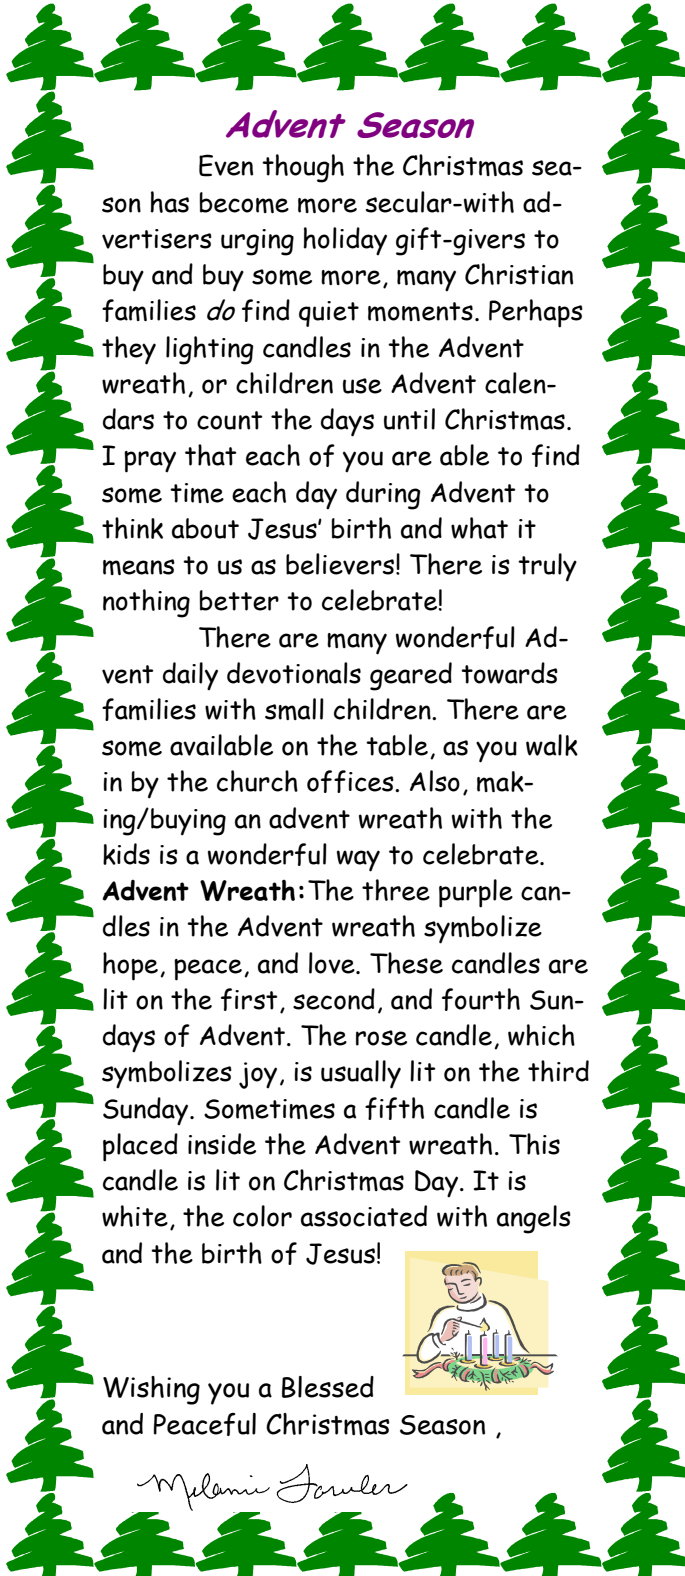 Advent Season
Even though the Christmas sea-
son has become more secular-with ad-
vertisers urging holiday gift-givers to
buy and buy some more, many Christian
families do find quiet moments. Perhaps
they lighting candles in the Advent
wreath, or children use Advent calen-
dars to count the days until Christmas.
I pray that each of you are able to find
some time each day during Advent to
think about Jesus’ birth and what it
means to us as believers! There is truly
nothing better to celebrate!
There are many wonderful Ad-
vent daily devotionals geared towards
families with small children. There are
some available on the table, as you walk
in by the church offices. Also, mak-
ing/buying an advent wreath with the
kids is a wonderful way to celebrate.
Advent Wreath:The three purple can-
dles in the Advent wreath symbolize
hope, peace, and love. These candles are
lit on the first, second, and fourth Sun-
days of Advent. The rose candle, which
symbolizes joy, is usually lit on the third
Sunday. Sometimes a fifth candle is
placed inside the Advent wreath. This
candle is lit on Christmas Day. It is
white, the color associated with angels
and the birth of Jesus!
Wishing you a Blessed
and Peaceful Christmas Season ,
Melanie Fowler